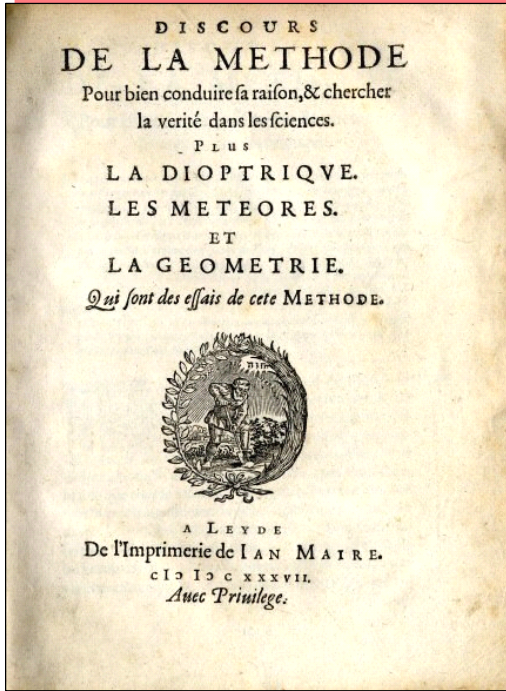 DISCOURS
DE LA METHODE
Pour bien conduire ſa raiſon,& chercher
la verité dans les ſciences.
PLUS
LA DIOPTRIQVE.
LES METEORES.
ET
LA GEOMETRIE.
Qui ſont des eſſais de cete METHODE.
A LEYDE
De l'Imprimerie de IAN MAIRE.
CIↃ IↃ C XXXVII.
Auec Priuilege.